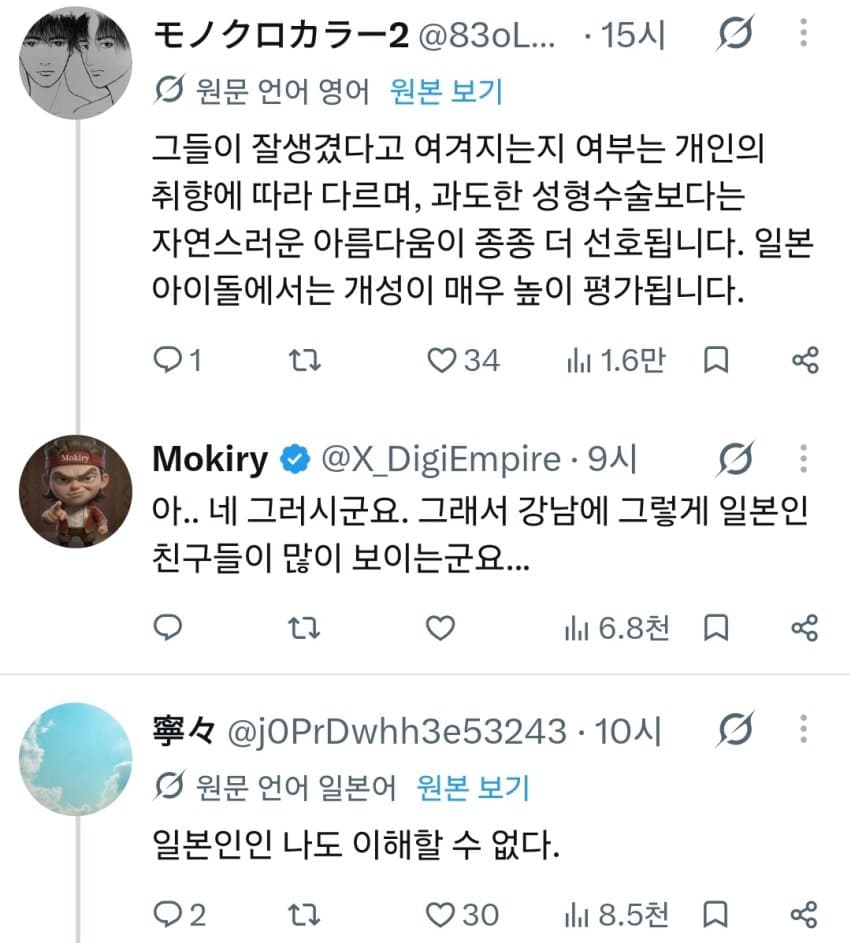 モノクロカラー2 @83oL... · 15시
원문 언어 영어 원본 보기
그들이 잘생겼다고 여겨지는지 여부는 개인의
취향에 따라 다르며, 과도한 성형수술보다는
자연스러운 아름다움이 종종 더 선호됩니다. 일본
아이돌에서는 개성이 매우 높이 평가됩니다.
1 34 1.6만
Mokiry
Mokiry @X_DigiEmpire · 9시
아.. 네 그러시군요. 그래서 강남에 그렇게 일본인
친구들이 많이 보이는군요...
6.8천
寧々 @j0PrDwhh3e53243 · 10시
원문 언어 일본어 원본 보기
일본인인 나도 이해할 수 없다.
2 30 8.5천